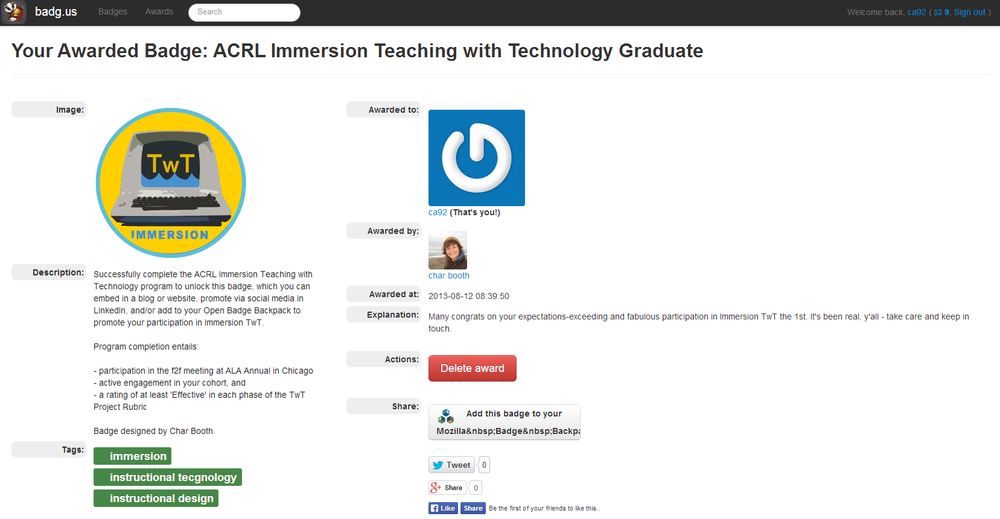 badg.us Badges Awards Search Welcome back, ca92 ( 9, Sign out )
Your Awarded Badge: ACRL Immersion Teaching with Technology Graduate
Image:
TwT
IMMERSION
Description:
Successfully complete the ACRL Immersion Teaching with
Technology program to unlock this badge, which you can
embed in a blog or website, promote via social media in
LinkedIn, and/or add to your Open Badge Backpack to
promote your participation in Immersion TwT.
Program completion entails:
- participation in the f2f meeting at ALA Annual in Chicago
- active engagement in your cohort, and
- a rating of at least 'Effective' in each phase of the TwT
Project Rubric
Badge designed by Char Booth.
Tags:
immersion
instructional tecgnology
instructional design
Awarded to:
ca92 (That's you!)
Awarded by:
char booth
Awarded at: 2013-08-12 08:39:50
Explanation: Many congrats on your expectations-exceeding and fabulous participation in Immersion TwT the 1st. It's been real, y'all - take care and keep in
touch.
Actions: Delete award
Share:
Add this badge to your
Mozilla&nbsp;Badge&nbsp;Backpa
Tweet 0
g+ Share 0
f Like Share Be the first of your friends to like this.